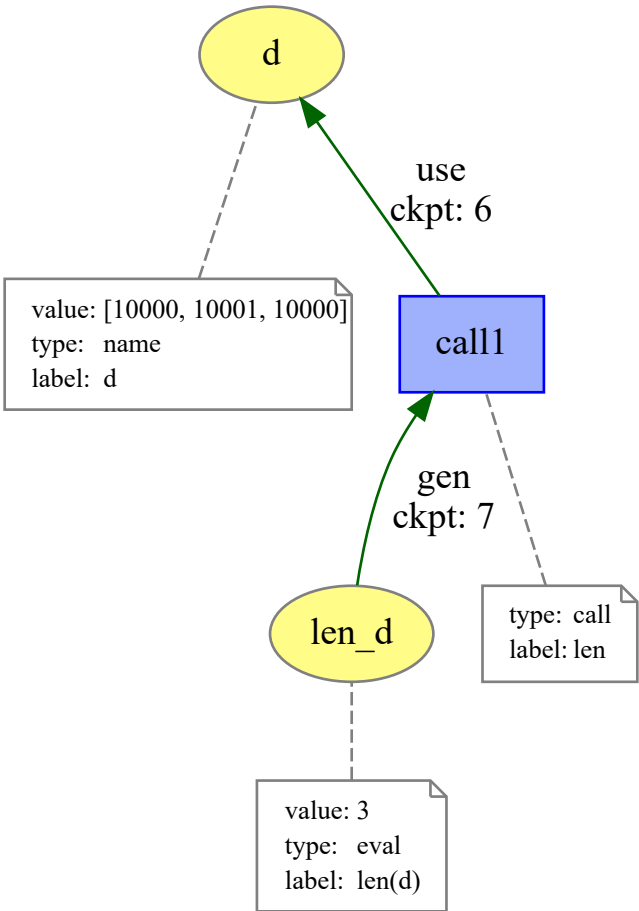 d
use
ckpt: 6
value: [10000, 10001, 10000]
type: name
label: d
call1
gen
ckpt: 7
len_d
type: call
label: len
value: 3
type: eval
label: len(d)